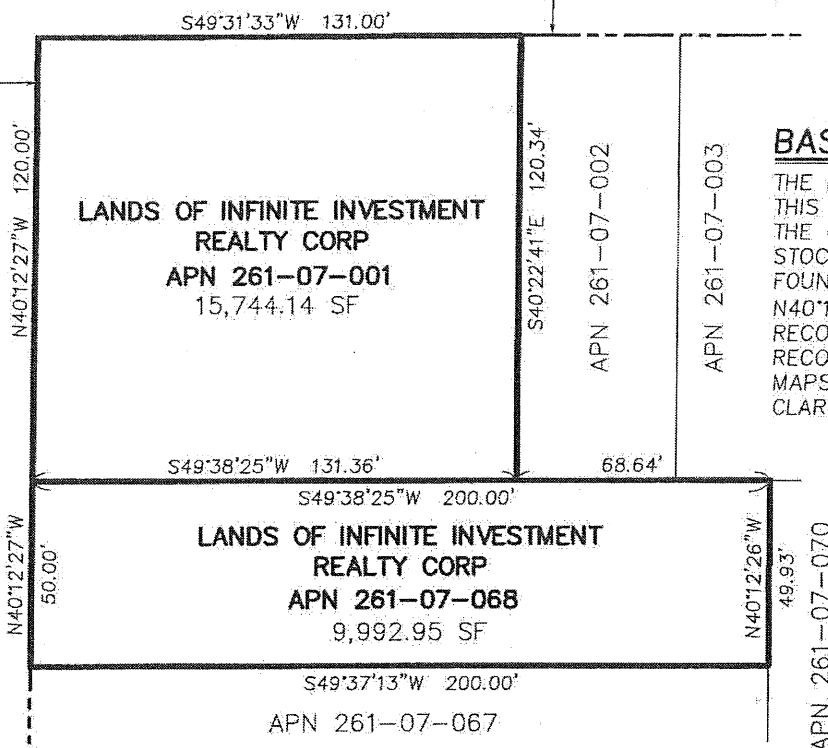 S49°31'33"W 131.00'
N40°12'27"W 120.00'
LANDS OF INFINITE INVESTMENT
REALTY CORP
APN 261-07-001
15,744.14 SF
S40°22'41"E 120.34'
APN 261-07-002
APN 261-07-003
BAS
THE
THIS
THE
STOC
FOUN
N40°1
RECO
RECO
MAPS
CLAR
S49°38'25"W 131.36'
68.64'
S49°38'25"W 200.00'
N40°12'27"W
50.00'
LANDS OF INFINITE INVESTMENT
REALTY CORP
APN 261-07-068
9,992.95 SF
N40°12'26"W
49.93'
APN 261-07-070
S49°37'13"W 200.00'
APN 261-07-067